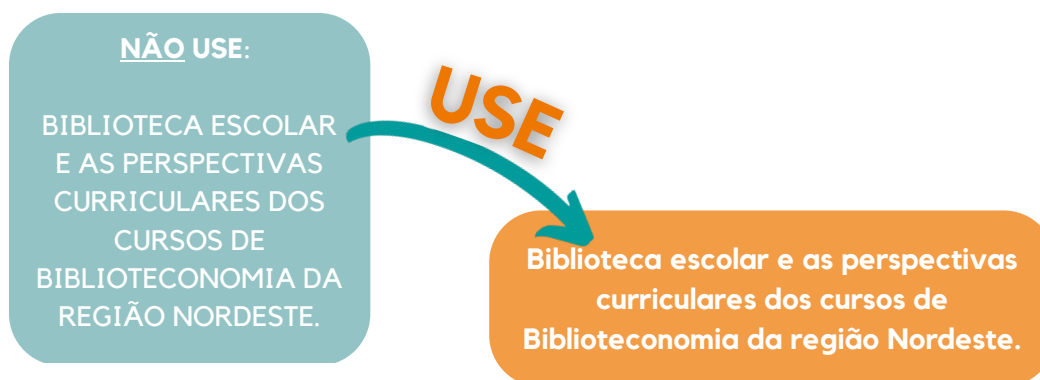 NÃO USE:
BIBLIOTECA ESCOLAR
E AS PERSPECTIVAS
CURRICULARES DOS
CURSOS DE
BIBLIOTECONOMIA DA
REGIÃO NORDESTE.
USE
Biblioteca escolar e as perspectivas
curriculares dos cursos de
Biblioteconomia da região Nordeste.